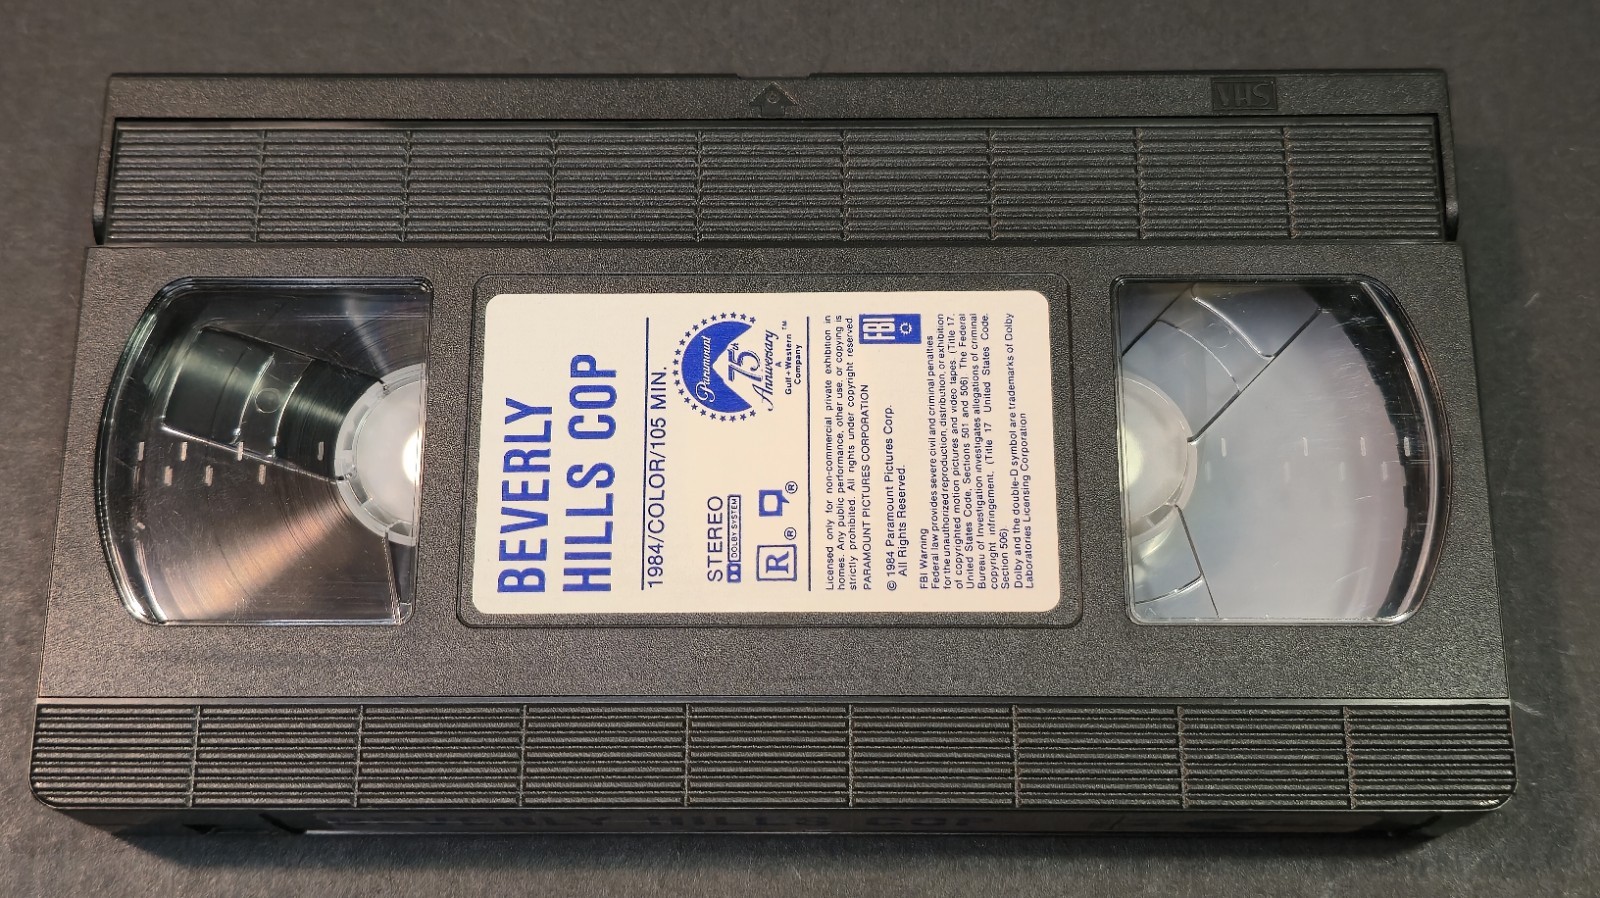 VHS
BEVERLY
HILLS COP
1984/COLOR/105 MIN.
STEREO
DOLBY SYSTEM
R ®
®
Paramount
75th
Anniversary
A
Gulf+Western
Company
TM
Licensed only for non-commercial private exhibition in
homes. Any public performance, other use, or copying is
strictly prohibited. All rights under copyright reserved.
PARAMOUNT PICTURES CORPORATION
© 1984 Paramount Pictures Corp.
All Rights Reserved.
FBI
FBI Warning
Federal law provides severe civil and criminal penalties
for the unauthorized reproduction, distribution, or exhibition
of copyrighted motion pictures and video tapes. (Title 17,
United States Code, Sections 501 and 506) The Federal
Bureau of Investigation investigates allegations of criminal
copyright infringement. (Title 17 United States Code,
Section 506).
Dolby and the double-D symbol are trademarks of Dolby
Laboratories Licensing Corporation
BEVERLY HILLS COP